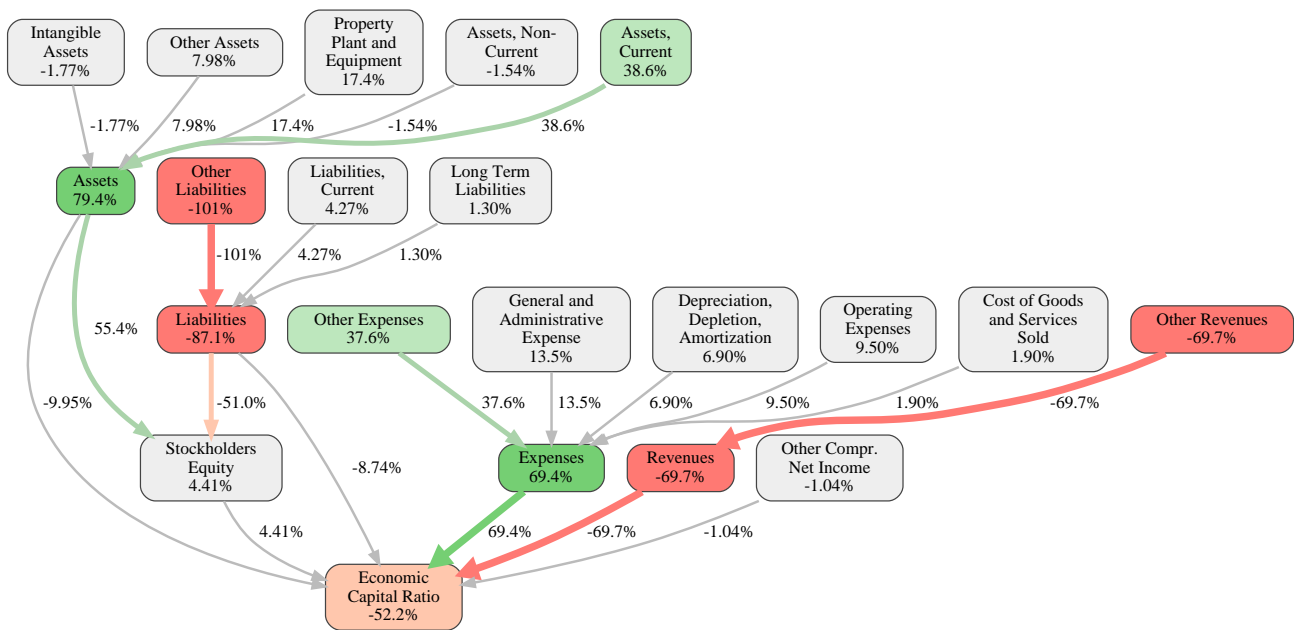 Intangible
Assets
-1.77%
Other Assets
7.98%
Property
Plant and
Equipment
17.4%
Assets, Non-
Current
-1.54%
Assets,
Current
38.6%
-1.77%
7.98%
17.4%
-1.54%
38.6%
Assets
79.4%
Other
Liabilities
-101%
Liabilities,
Current
4.27%
Long Term
Liabilities
1.30%
-101%
4.27%
1.30%
Liabilities
-87.1%
Other Expenses
37.6%
General and
Administrative
Expense
13.5%
Depreciation,
Depletion,
Amortization
6.90%
Operating
Expenses
9.50%
Cost of Goods
and Services
Sold
1.90%
Other Revenues
-69.7%
55.4%
-9.95%
-51.0%
37.6%
13.5%
6.90%
9.50%
1.90%
-69.7%
Stockholders
Equity
4.41%
-8.74%
Expenses
69.4%
Revenues
-69.7%
Other Compr.
Net Income
-1.04%
4.41%
69.4%
-69.7%
-1.04%
Economic
Capital Ratio
-52.2%